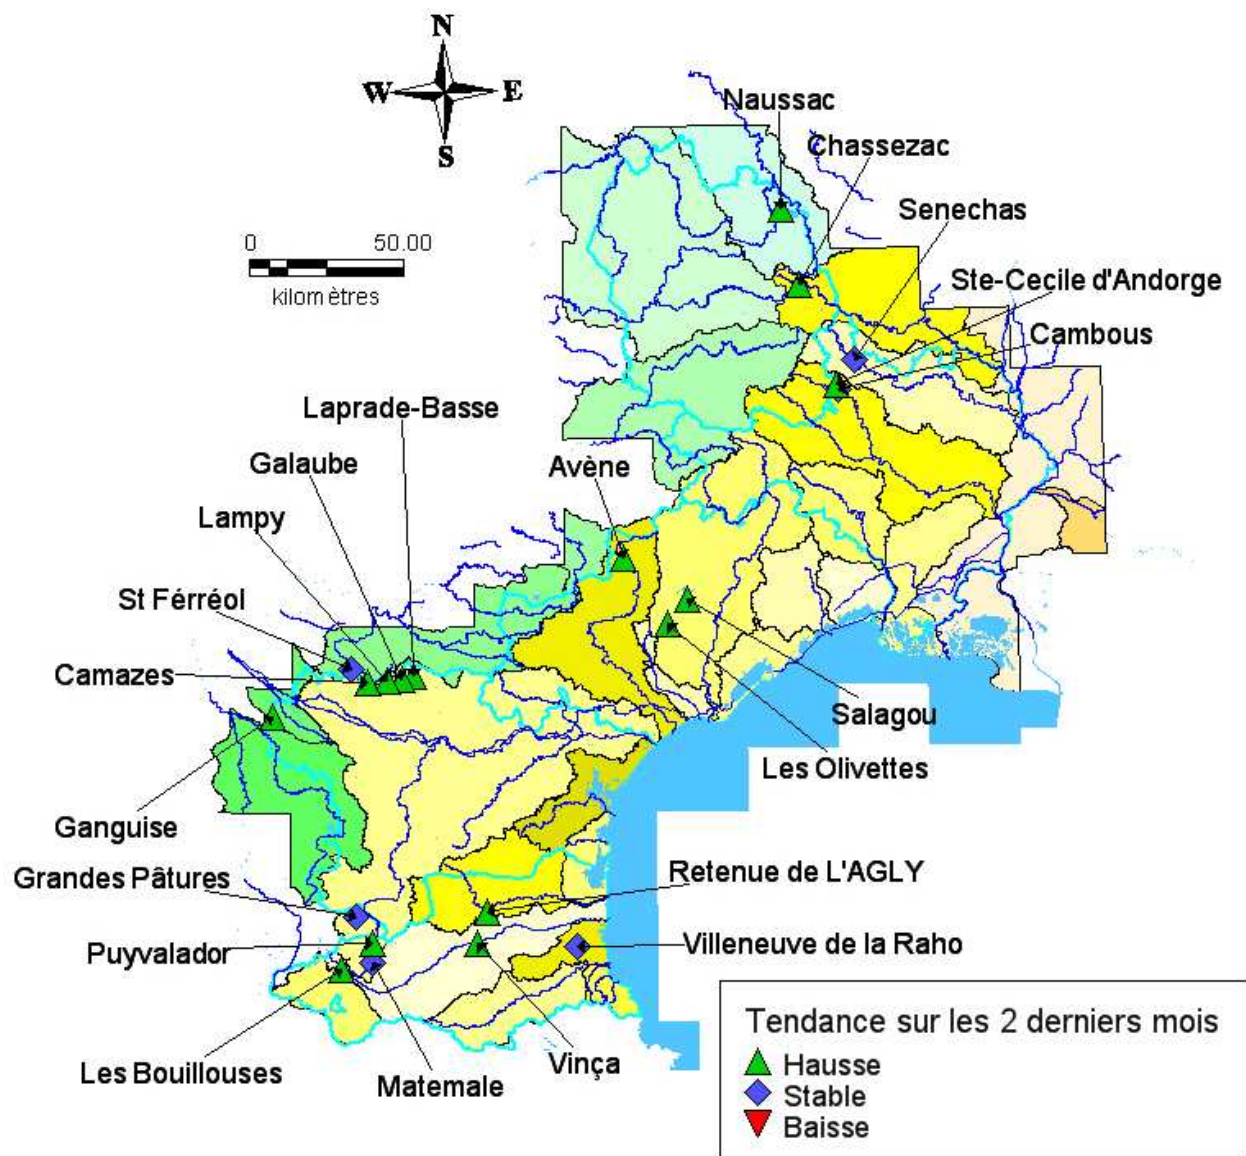 N
W E
S
0 50.00
kilomètres
Naussac
Chassezac
Senechas
Ste-Cecile d'Andorge
Cambous
Laprade-Basse
Galaube
Avène
Lampy
St Férréol
Camazes
Salagou
Les Olivettes
Ganguise
Grandes Pâtures
Retenue de L'AGLY
Puyvalador
Villeneuve de la Raho
Les Bouillouses
Matemale
Vinça
Tendance sur les 2 derniers mois
Hausse
Stable
Baisse